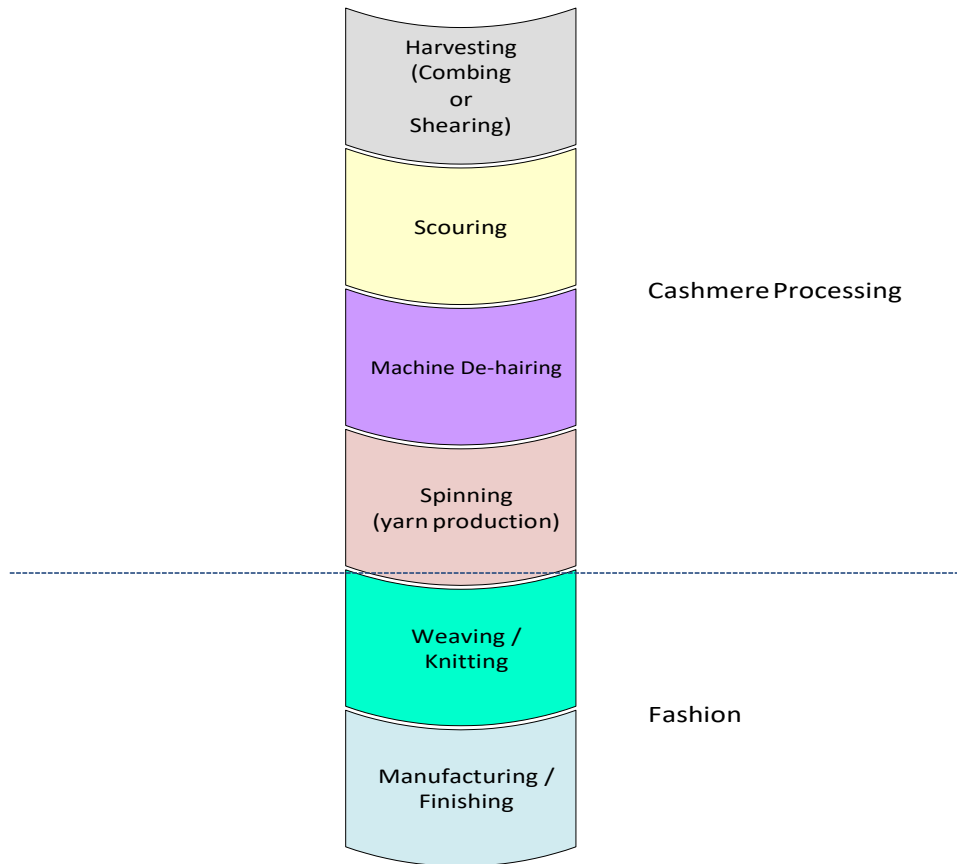 Harvesting
(Combing
or
Shearing)
Scouring
Cashmere Processing
Machine De-hairing
Spinning
(yarn production)
Weaving /
Knitting
Fashion
Manufacturing /
Finishing